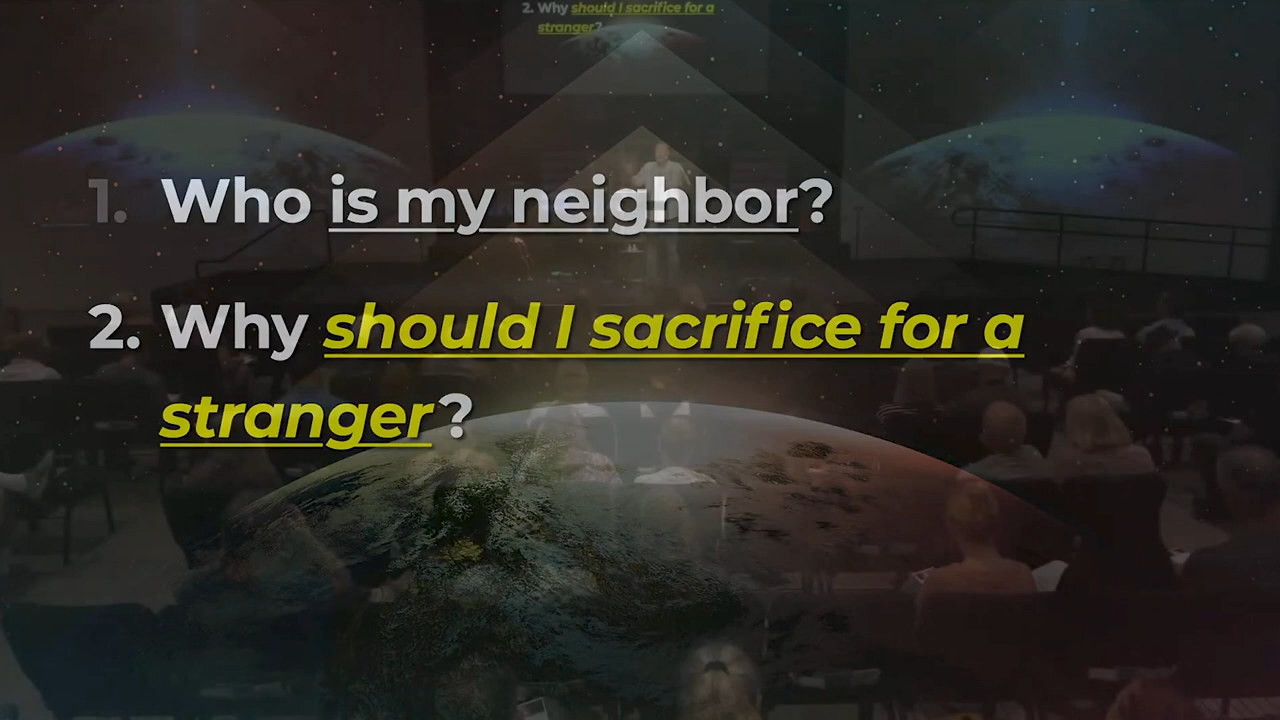 2. Why should I sacrifice for a
stranger?
1. Who is my neighbor?
2. Why should I sacrifice for a
stranger?